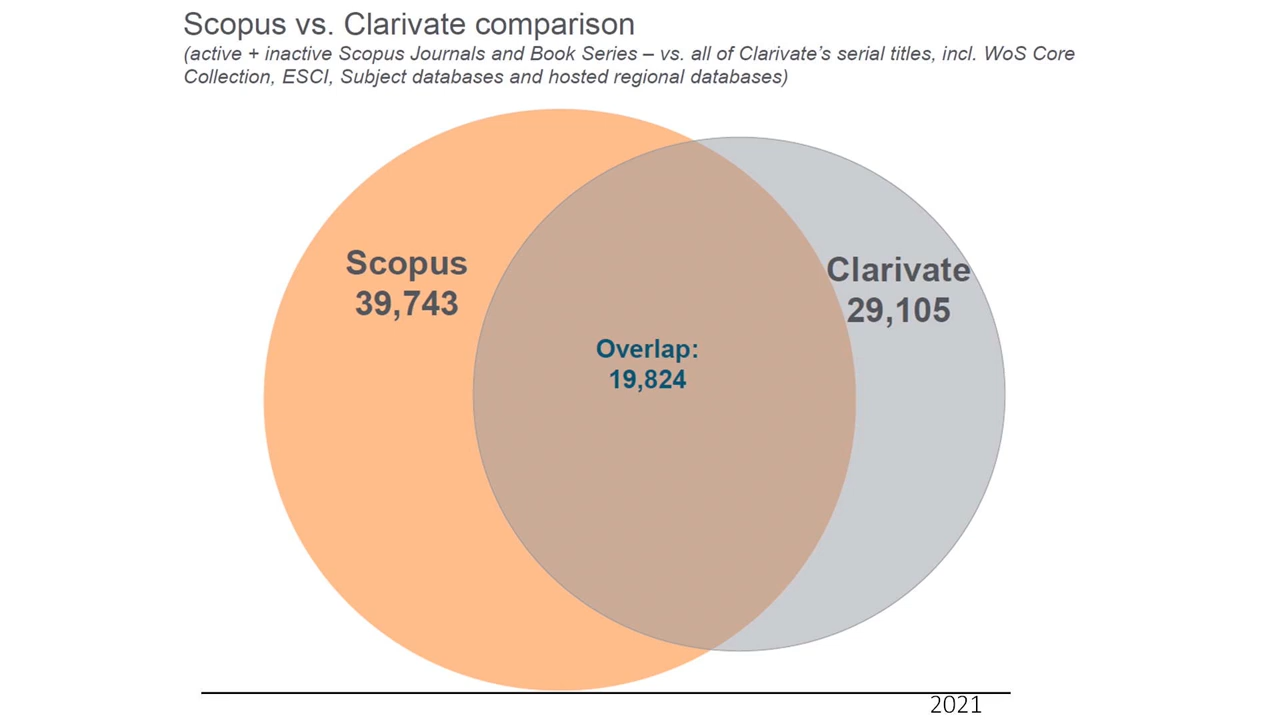 Scopus vs. Clarivate comparison
(active + inactive Scopus Journals and Book Series – vs. all of Clarivate's serial titles, incl. WoS Core
Collection, ESCI, Subject databases and hosted regional databases)
Scopus
39,743
Clarivate
29,105
Overlap:
19,824
2021